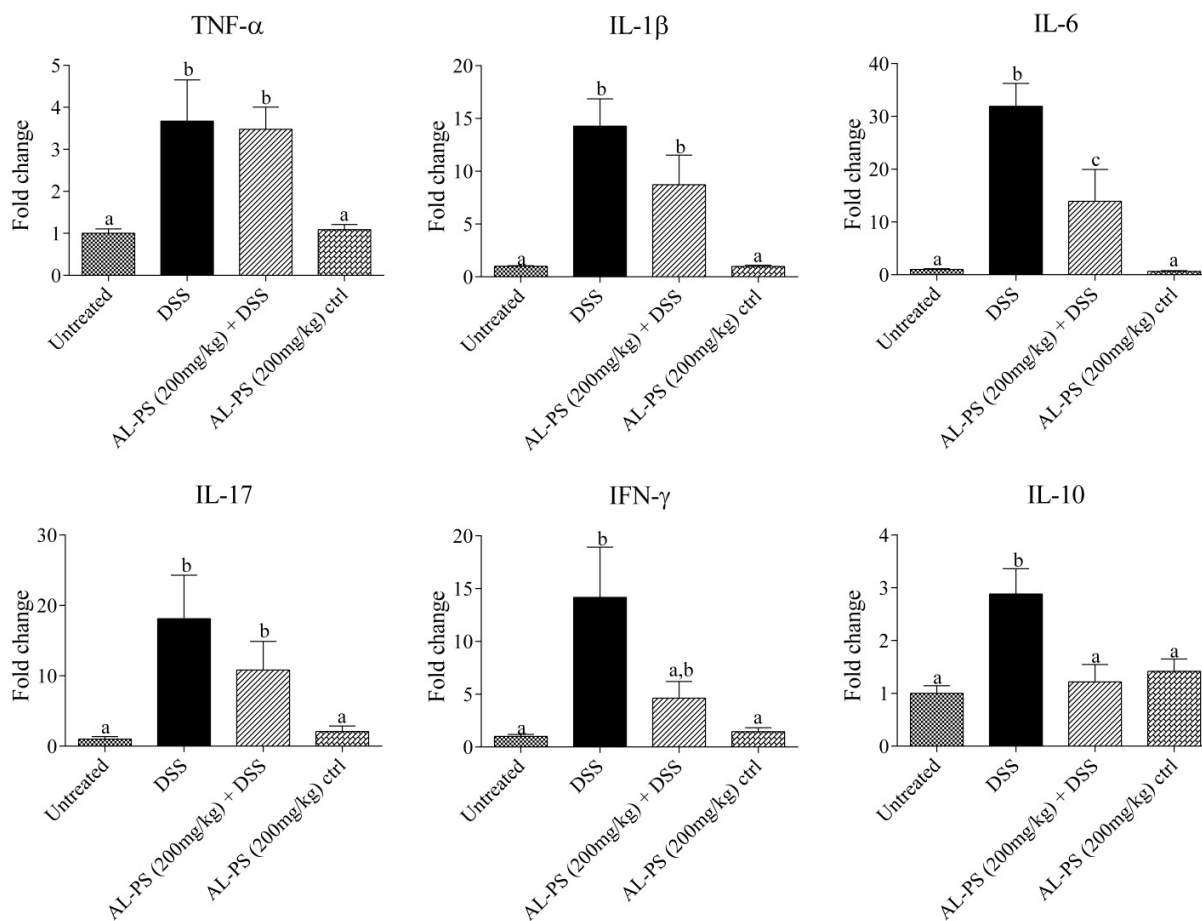 TNF-α
Fold change
5
4
3
2
1
0
a
b
b
a
Untreated
DSS
AL-PS (200mg/kg) + DSS
AL-PS (200mg/kg) ctrl
IL-1β
Fold change
20
15
10
5
0
a
b
b
a
Untreated
DSS
AL-PS (200mg/kg) + DSS
AL-PS (200mg/kg) ctrl
IL-6
Fold change
40
30
20
10
0
a
b
c
a
Untreated
DSS
AL-PS (200mg/kg) + DSS
AL-PS (200mg/kg) ctrl
IL-17
Fold change
30
20
10
0
a
b
b
a
Untreated
DSS
AL-PS (200mg/kg) + DSS
AL-PS (200mg/kg) ctrl
IFN-γ
Fold change
20
15
10
5
0
a
b
a,b
a
Untreated
DSS
AL-PS (200mg/kg) + DSS
AL-PS (200mg/kg) ctrl
IL-10
Fold change
4
3
2
1
0
a
b
a
a
Untreated
DSS
AL-PS (200mg/kg) + DSS
AL-PS (200mg/kg) ctrl